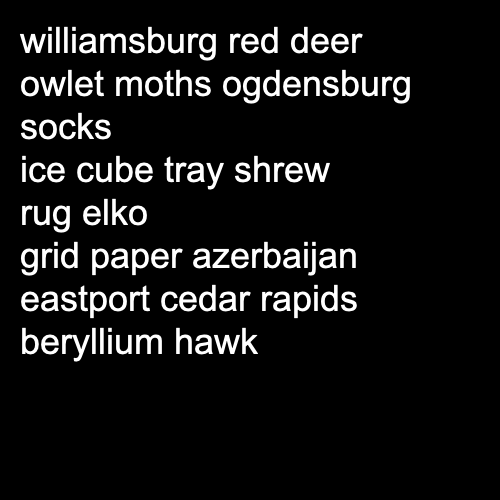 williamsburg red deer
owlet moths ogdensburg
socks
ice cube tray shrew
rug elko
grid paper azerbaijan
eastport cedar rapids
beryllium hawk